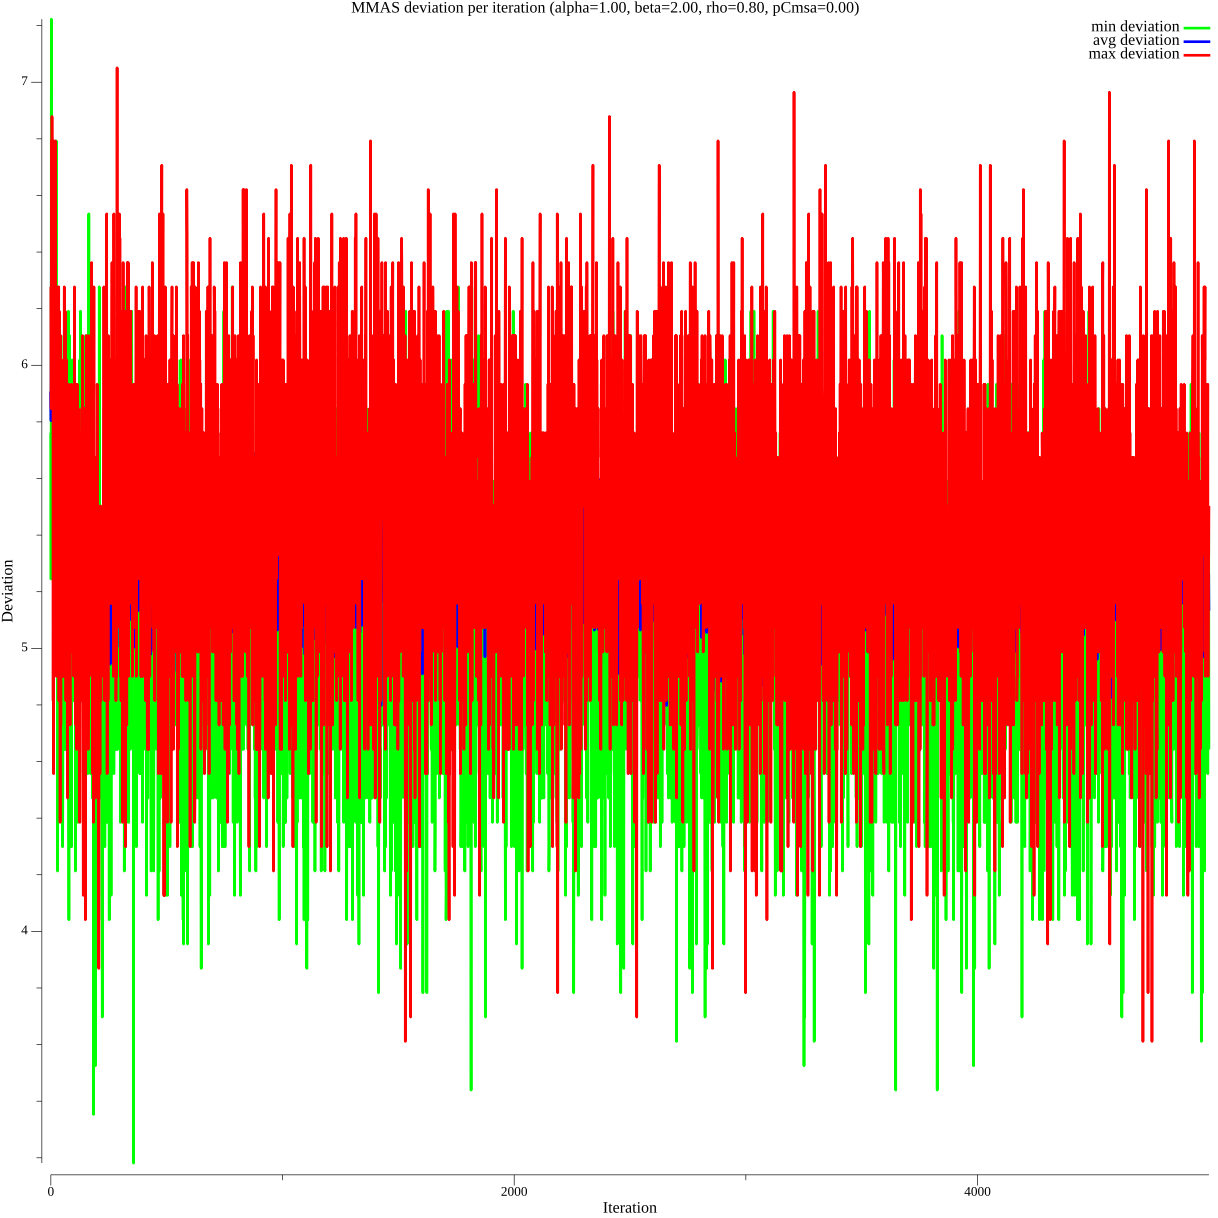 MMAS deviation per iteration (alpha=1.00, beta=2.00, rho=0.80, pCmsa=0.00)
min deviation
avg deviation
max deviation
7
6
5
4
Deviation
0
2000
4000
Iteration